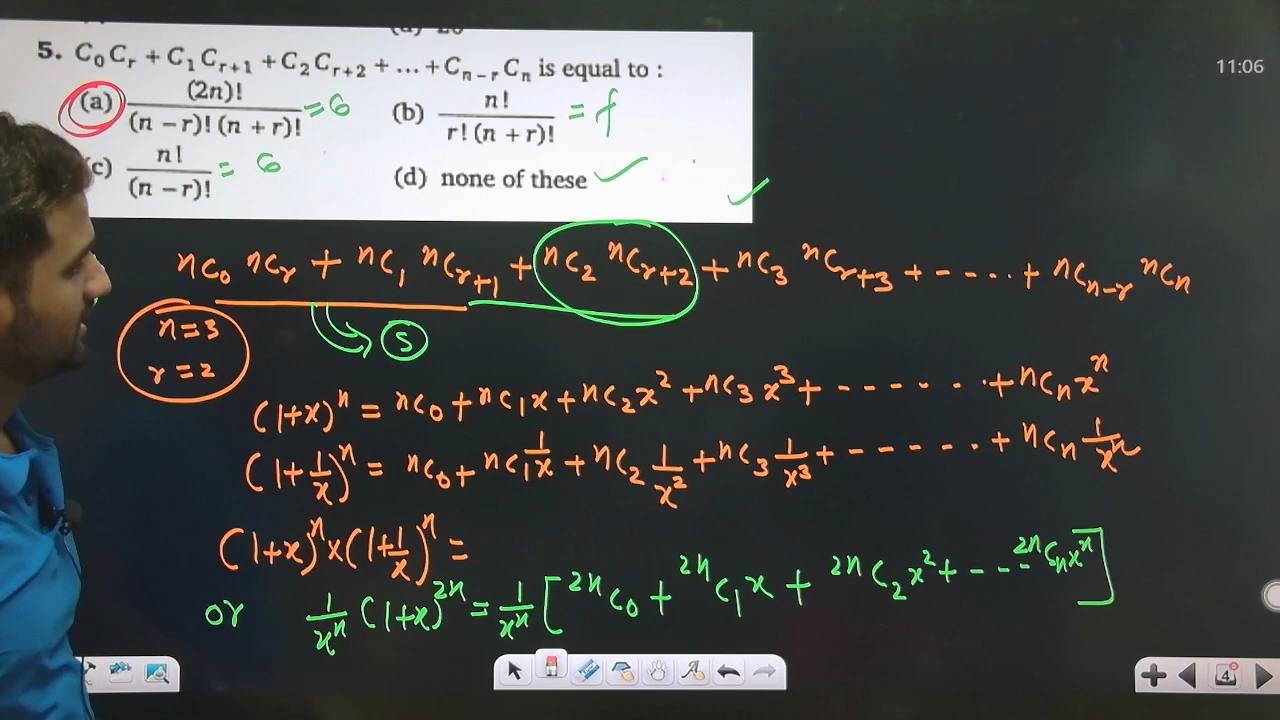 (d) 20
11:06
5. C₀Cᵣ + C₁Cᵣ₊₁ + C₂Cᵣ₊₂ + ... + Cₙ₋ᵣCₙ is equal to :
(a) (2n)! / (n − r)! (n + r)! = 6 (b) n! / r! (n + r)! = f
(c) n! / (n − r)! = 6 (d) none of these ✓ ✓
ⁿC₀ ⁿCᵣ + ⁿC₁ ⁿCᵣ₊₁ + ⁿC₂ ⁿCᵣ₊₂ + ⁿC₃ ⁿCᵣ₊₃ + - - ... + ⁿCₙ₋ᵣ ⁿCₙ
n=3
r=2
S
(1+x)ⁿ = ⁿC₀ + ⁿC₁x + ⁿC₂x² + ⁿC₃x³ + - - - - - - + ⁿCₙxⁿ
(1+1/x)ⁿ = ⁿC₀ + ⁿC₁ 1/x + ⁿC₂ 1/x² + ⁿC₃ 1/x³ + - - - - - - + ⁿCₙ 1/xⁿ
(1+x)ⁿ×(1+1/x)ⁿ =
or 1/xⁿ (1+x)²ⁿ = 1/xⁿ [²ⁿC₀ + ²ⁿC₁x + ²ⁿC₂x² + - - - ²ⁿCₙxⁿ]
4